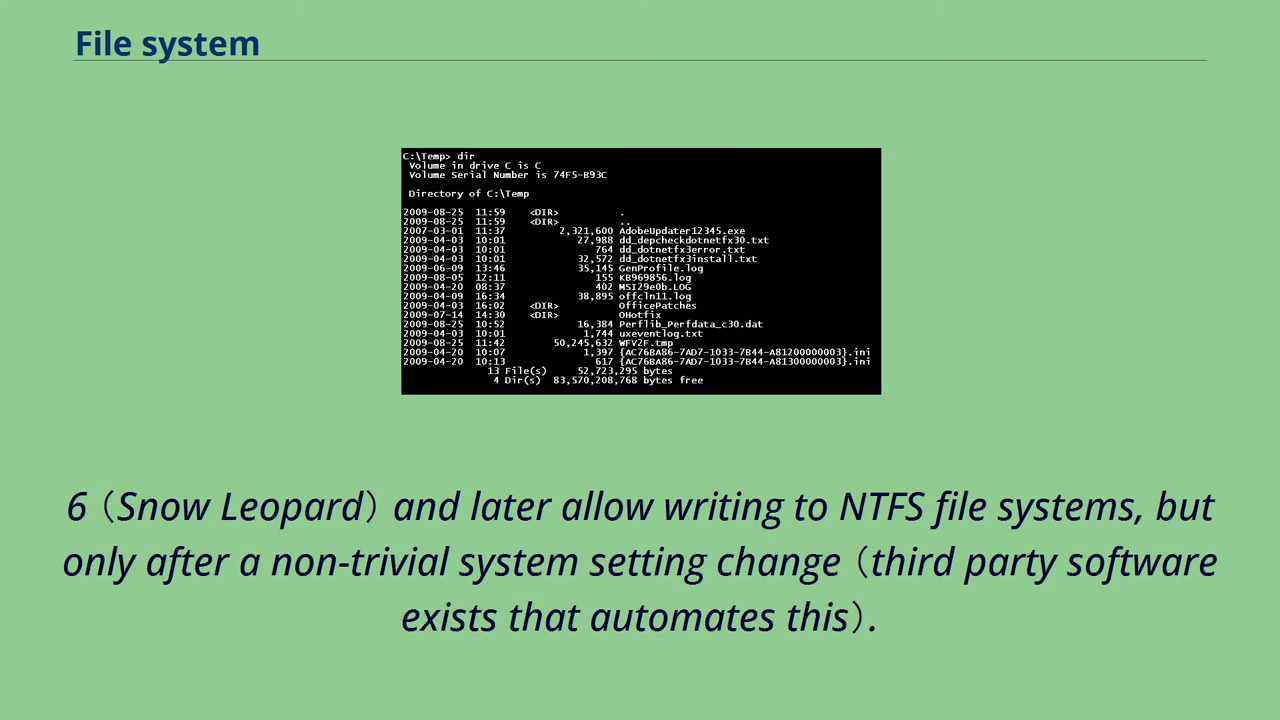 File system
C:\Temp> dir
Volume in drive C is C
Volume Serial Number is 74F5-B93C
Directory of C:\Temp
2009-08-25 11:59 <DIR> .
2009-08-25 11:59 <DIR> ..
2007-03-01 11:37 2,321,600 AdobeUpdater12345.exe
2009-04-03 10:01 27,988 dd_depcheckdotnetfx30.txt
2009-04-03 10:01 764 dd_dotnetfx3error.txt
2009-04-03 10:01 32,572 dd_dotnetfx3install.txt
2009-06-09 13:46 35,145 GenProfile.log
2009-08-05 12:11 155 KB969856.log
2009-04-20 08:37 402 MSI29e0b.LOG
2009-04-09 16:34 38,895 offcln11.log
2009-04-03 16:02 <DIR> OfficePatches
2009-07-14 14:30 <DIR> OHotfix
2009-08-25 10:52 16,384 Perflib_Perfdata_c30.dat
2009-04-03 10:01 1,744 uxeventlog.txt
2009-08-25 11:42 50,245,632 WFV2F.tmp
2009-04-20 10:07 1,397 {AC76BA86-7AD7-1033-7B44-A81200000003}.ini
2009-04-20 10:13 617 {AC76BA86-7AD7-1033-7B44-A81300000003}.ini
13 File(s) 52,723,295 bytes
4 Dir(s) 83,570,208,768 bytes free
6（Snow Leopard）and later allow writing to NTFS file systems, but
only after a non-trivial system setting change（third party software
exists that automates this）.